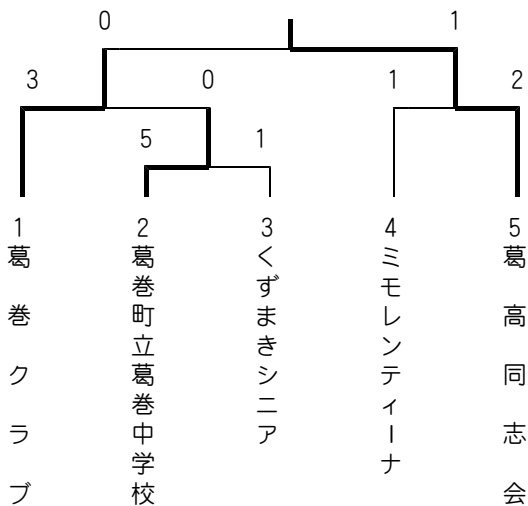 0 1
3 0 1 2
5 1
1 2 3 4 5
葛巻クラブ
葛巻町立葛巻中学校
くずまきシニア
ミモレンティーナ
葛高同志会